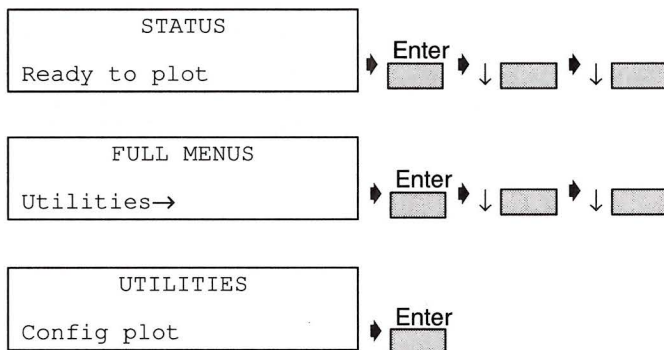 STATUS
Ready to plot
Enter ↓ ↓
FULL MENUS
Utilities→
Enter ↓ ↓
UTILITIES
Config plot
Enter